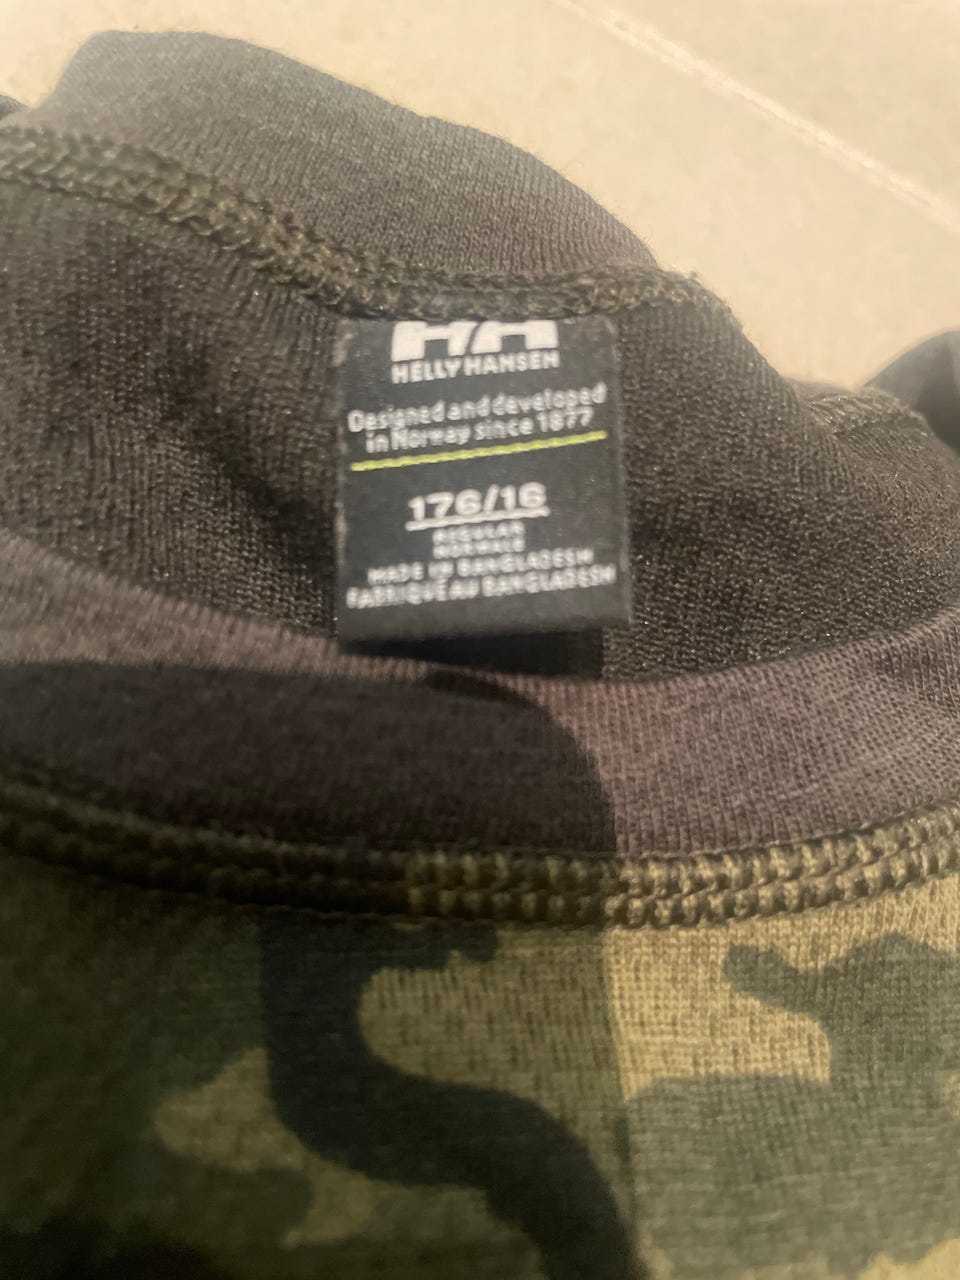 HH
HELLY HANSEN
Designed and developed
in Norway since 1877
176/16
REGULAR
NORMALE
MADE IN BANGLADESH
FABRIQUÉ AU BANGLADESH